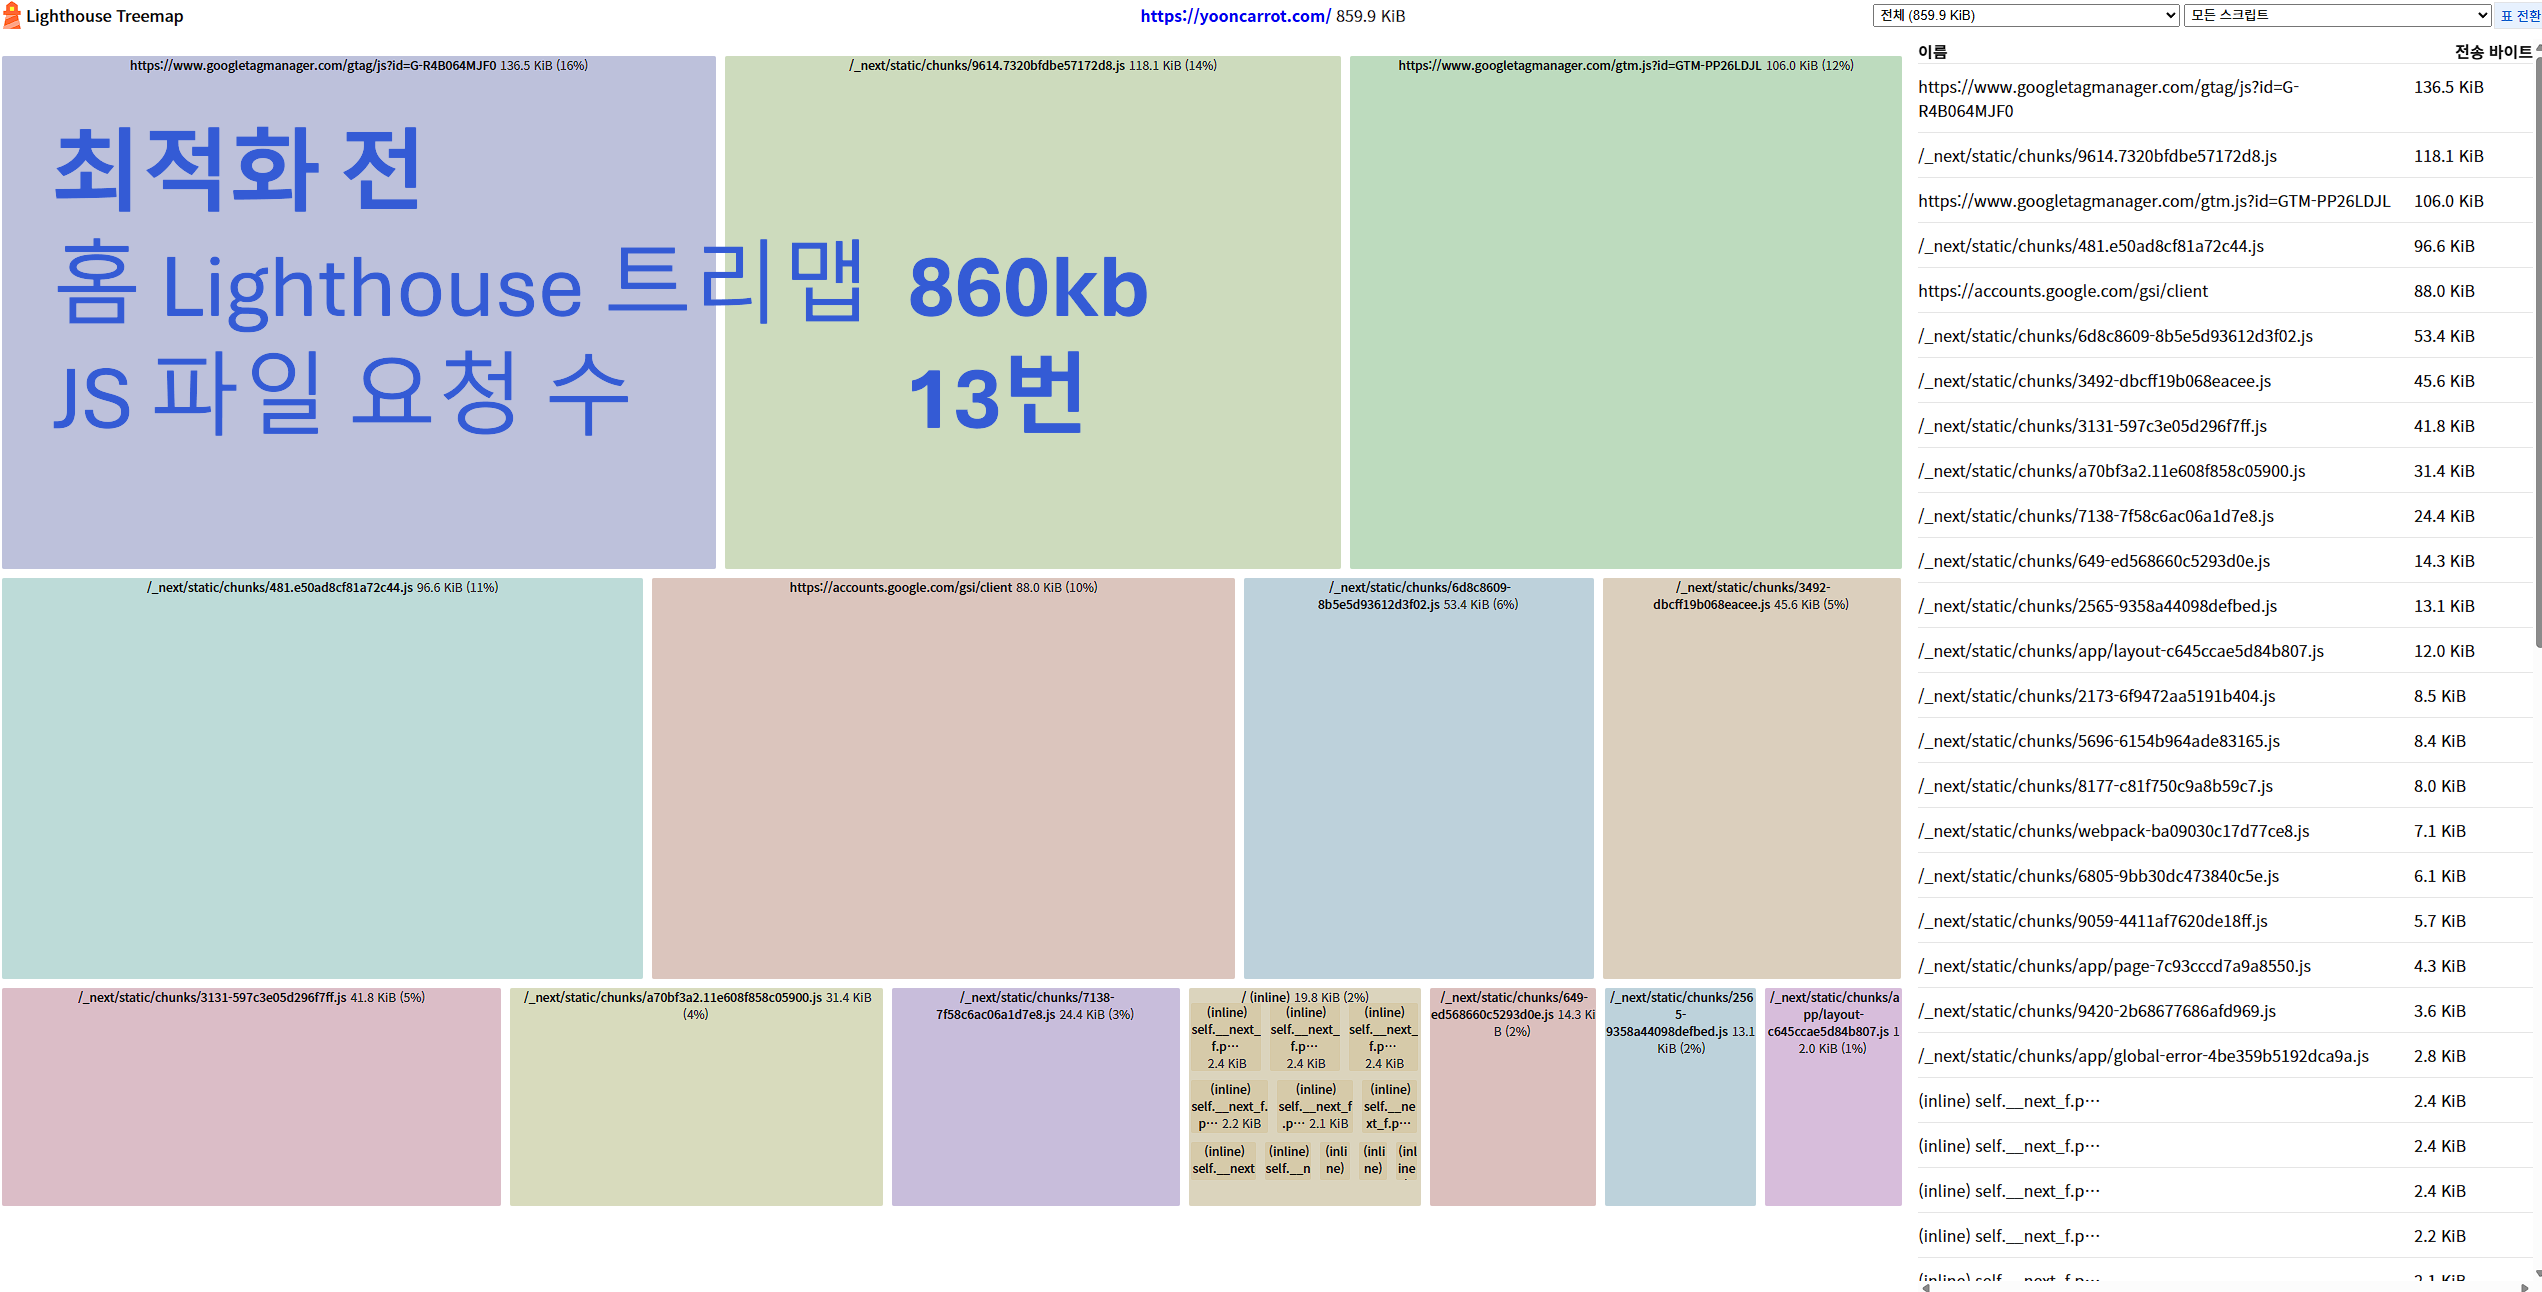 Lighthouse Treemap
https://yooncarrot.com/ 859.9 KiB
전체 (859.9 KiB)
모든 스크립트
표 전환
https://www.googletagmanager.com/gtag/js?id=G-R4B064MJF0 136.5 KiB (16%)
/_next/static/chunks/9614.7320bfdbe57172d8.js 118.1 KiB (14%)
https://www.googletagmanager.com/gtm.js?id=GTM-PP26LDJL 106.0 KiB (12%)
최적화 전
홈 Lighthouse 트리맵 860kb
JS 파일 요청 수 13번
/_next/static/chunks/481.e50ad8cf81a72c44.js 96.6 KiB (11%)
https://accounts.google.com/gsi/client 88.0 KiB (10%)
/_next/static/chunks/6d8c8609-
8b5e5d93612d3f02.js 53.4 KiB (6%)
/_next/static/chunks/3492-
dbcff19b068eacee.js 45.6 KiB (5%)
/_next/static/chunks/3131-597c3e05d296f7ff.js 41.8 KiB (5%)
/_next/static/chunks/a70bf3a2.11e608f858c05900.js 31.4 KiB
(4%)
/_next/static/chunks/7138-
7f58c6ac06a1d7e8.js 24.4 KiB (3%)
/ (inline) 19.8 KiB (2%)
(inline)
self.__next_
f.p…
2.4 KiB
(inline)
self.__next_
f.p…
2.4 KiB
(inline)
self.__next_
f.p…
2.4 KiB
(inline)
self.__next_f.
p… 2.2 KiB
(inline)
self.__next_f
.p… 2.1 KiB
(inline)
self.__ne
xt_f.p…
(inline)
self.__next
(inline)
self.__n
(inli
ne)
(inli
ne)
(inl
ine
/_next/static/chunks/649-
ed568660c5293d0e.js 14.3 Ki
B (2%)
/_next/static/chunks/256
5-
9358a44098defbed.js 13.1
KiB (2%)
/_next/static/chunks/a
pp/layout-
c645ccae5d84b807.js 1
2.0 KiB (1%)
이름 전송 바이트
https://www.googletagmanager.com/gtag/js?id=G-
R4B064MJF0 136.5 KiB
/_next/static/chunks/9614.7320bfdbe57172d8.js 118.1 KiB
https://www.googletagmanager.com/gtm.js?id=GTM-PP26LDJL 106.0 KiB
/_next/static/chunks/481.e50ad8cf81a72c44.js 96.6 KiB
https://accounts.google.com/gsi/client 88.0 KiB
/_next/static/chunks/6d8c8609-8b5e5d93612d3f02.js 53.4 KiB
/_next/static/chunks/3492-dbcff19b068eacee.js 45.6 KiB
/_next/static/chunks/3131-597c3e05d296f7ff.js 41.8 KiB
/_next/static/chunks/a70bf3a2.11e608f858c05900.js 31.4 KiB
/_next/static/chunks/7138-7f58c6ac06a1d7e8.js 24.4 KiB
/_next/static/chunks/649-ed568660c5293d0e.js 14.3 KiB
/_next/static/chunks/2565-9358a44098defbed.js 13.1 KiB
/_next/static/chunks/app/layout-c645ccae5d84b807.js 12.0 KiB
/_next/static/chunks/2173-6f9472aa5191b404.js 8.5 KiB
/_next/static/chunks/5696-6154b964ade83165.js 8.4 KiB
/_next/static/chunks/8177-c81f750c9a8b59c7.js 8.0 KiB
/_next/static/chunks/webpack-ba09030c17d77ce8.js 7.1 KiB
/_next/static/chunks/6805-9bb30dc473840c5e.js 6.1 KiB
/_next/static/chunks/9059-4411af7620de18ff.js 5.7 KiB
/_next/static/chunks/app/page-7c93cccd7a9a8550.js 4.3 KiB
/_next/static/chunks/9420-2b68677686afd969.js 3.6 KiB
/_next/static/chunks/app/global-error-4be359b5192dca9a.js 2.8 KiB
(inline) self.__next_f.p… 2.4 KiB
(inline) self.__next_f.p… 2.4 KiB
(inline) self.__next_f.p… 2.4 KiB
(inline) self.__next_f.p… 2.2 KiB
(inline) self.__next_f.p… 2.1 KiB